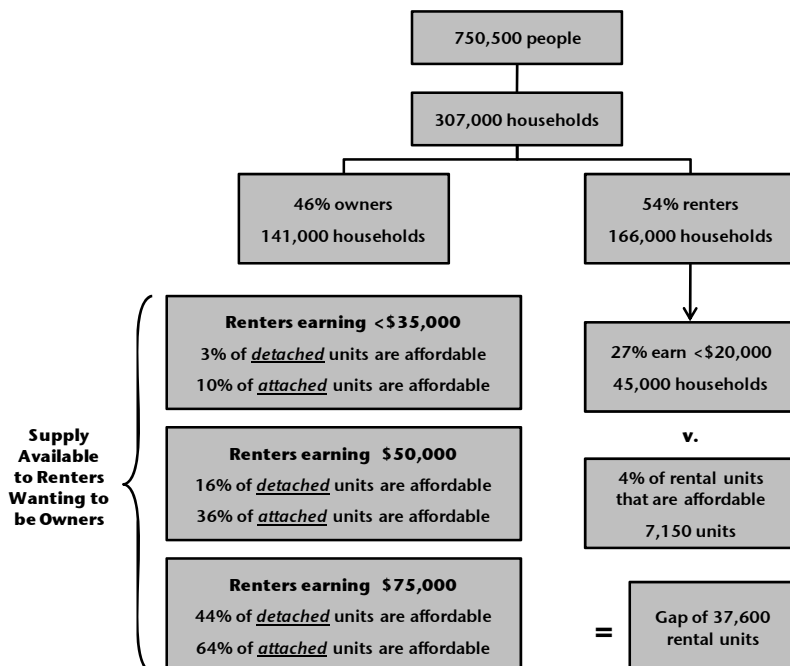 750,500 people
307,000 households
46% owners
141,000 households
54% renters
166,000 households
Supply
Available
to Renters
Wanting to
be Owners
Renters earning <$35,000
3% of detached units are affordable
10% of attached units are affordable
Renters earning $50,000
16% of detached units are affordable
36% of attached units are affordable
Renters earning $75,000
44% of detached units are affordable
64% of attached units are affordable
27% earn <$20,000
45,000 households
v.
4% of rental units
that are affordable
7,150 units
=
Gap of 37,600
rental units